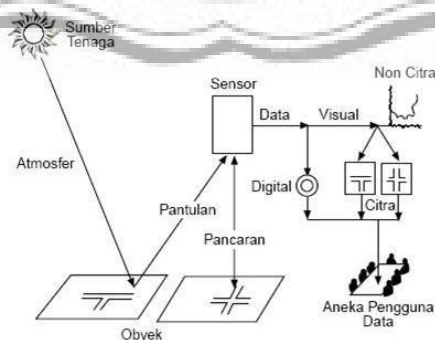 Sumber
Tenaga
Non Citra
Sensor
Data
Visual
Atmosfer
Digital
Citra
Pantulan
Pancaran
Aneka Pengguna
Data
Obyek